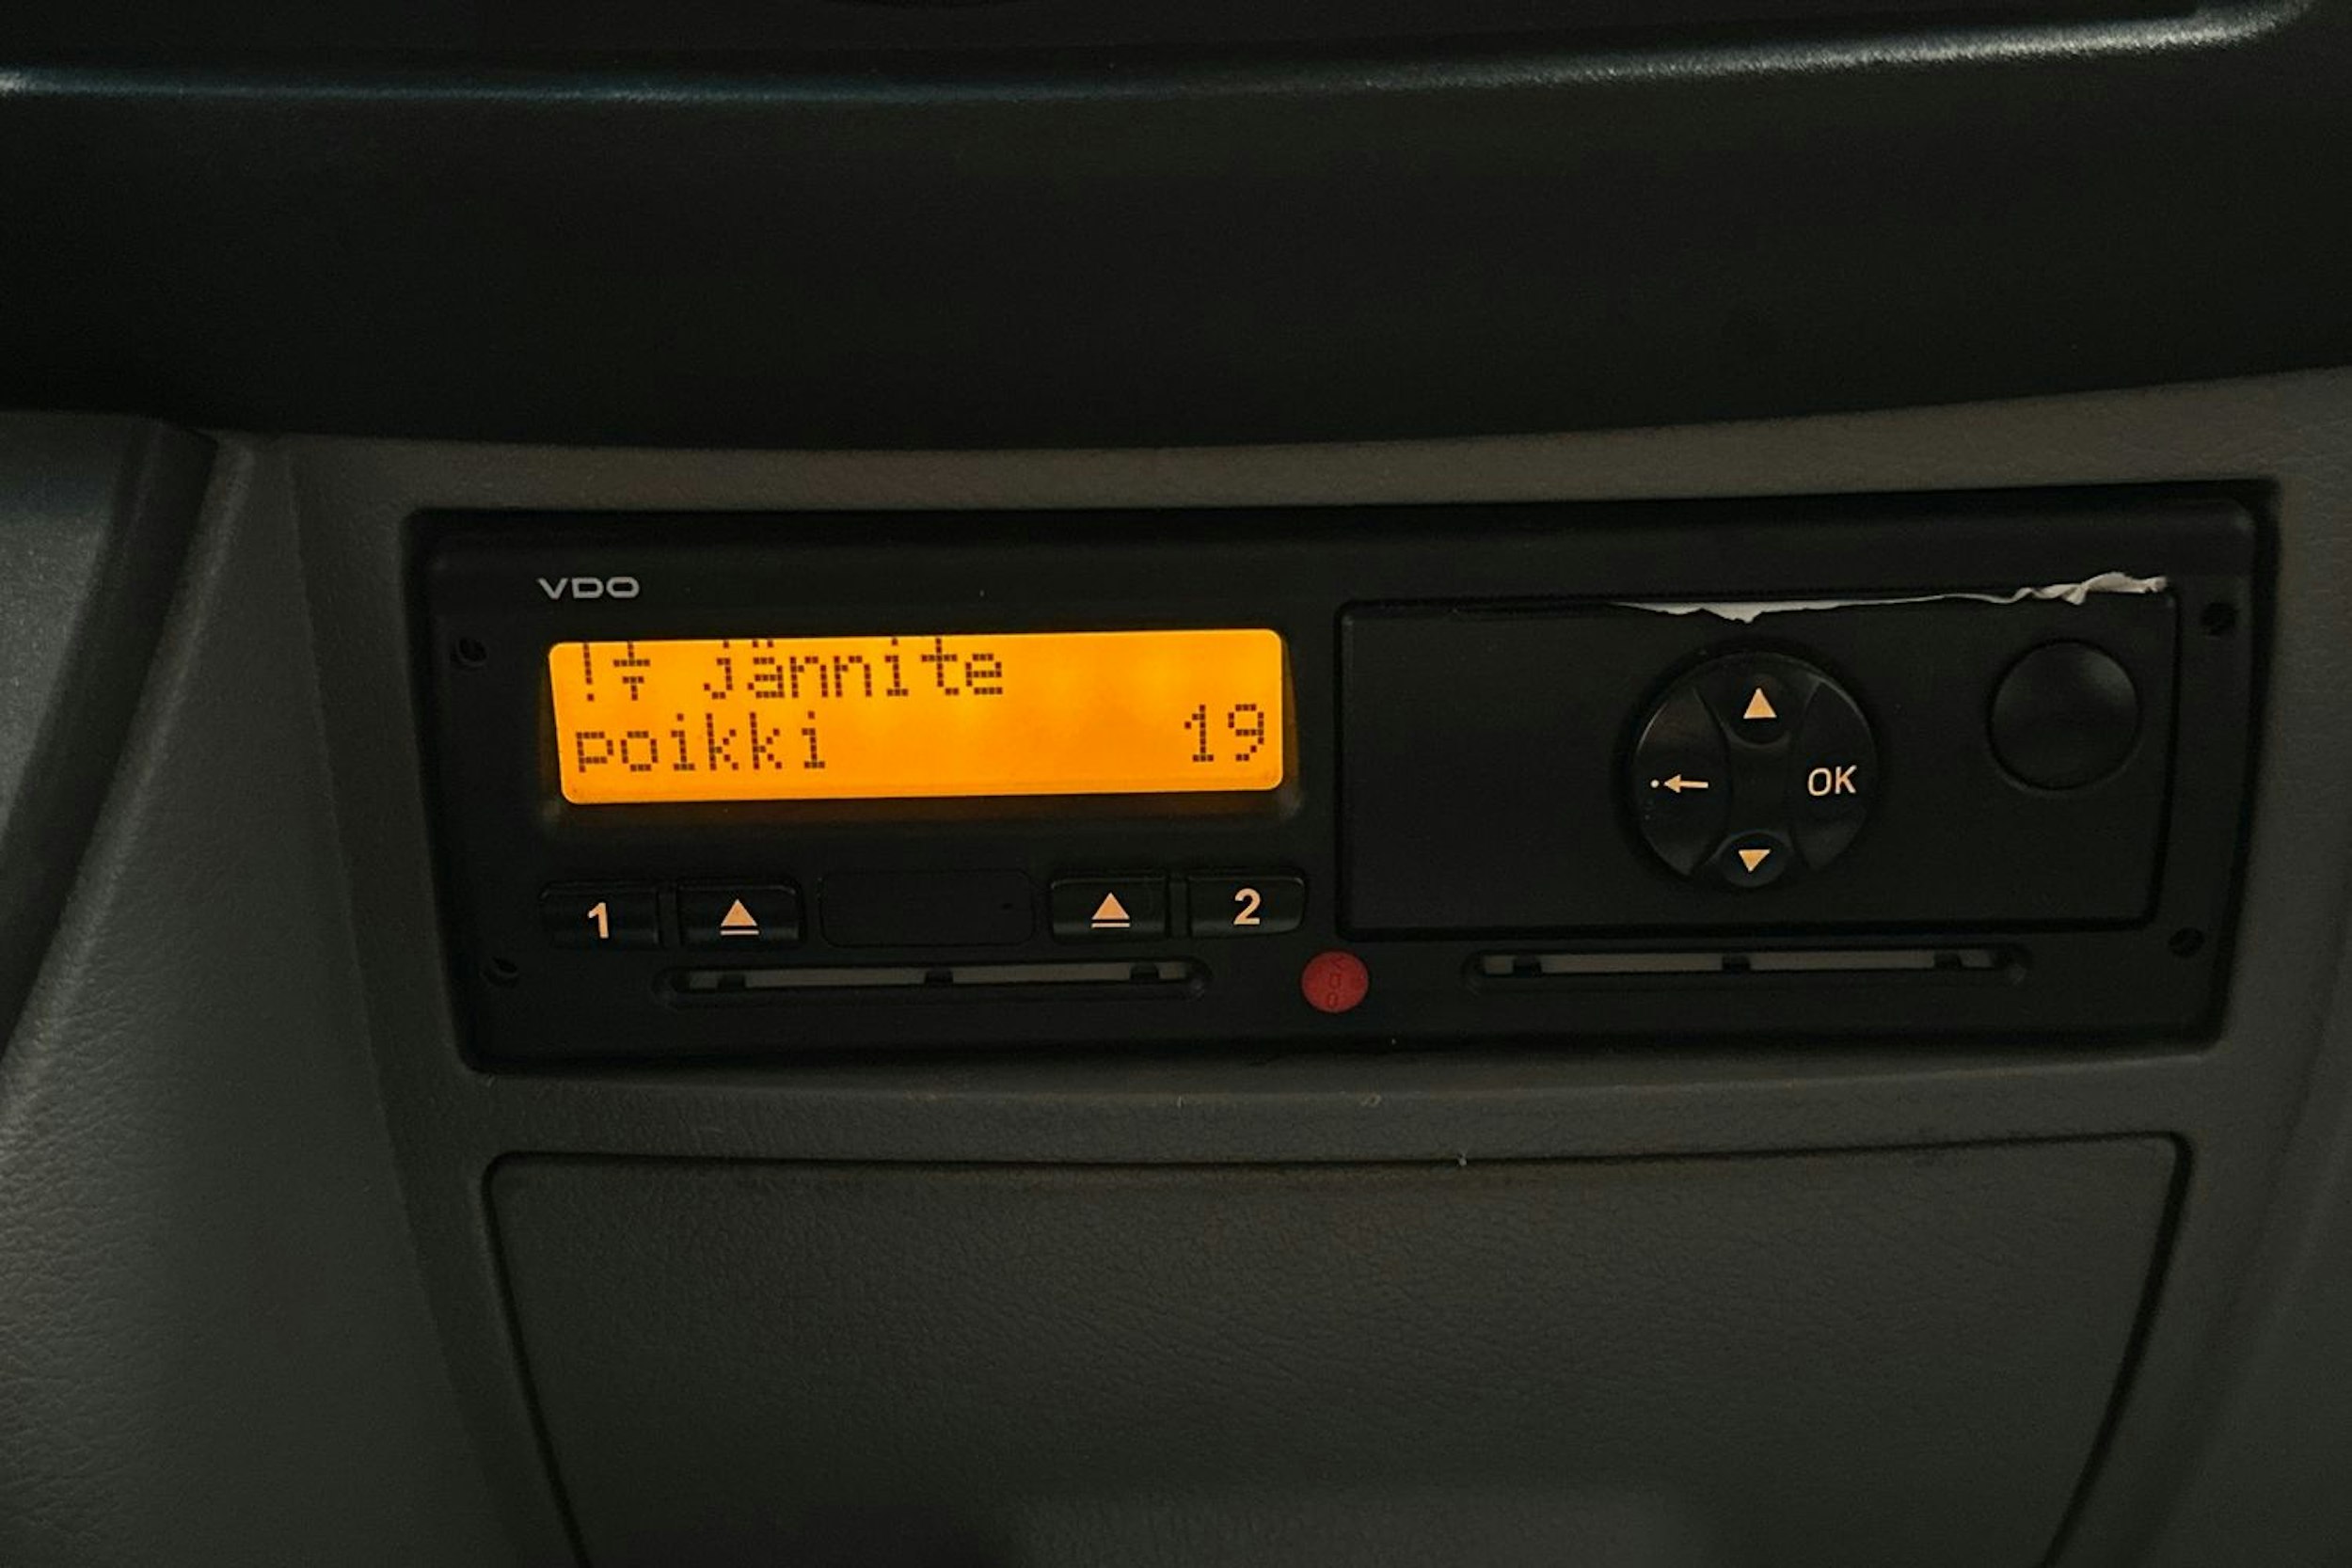 VDO
! jännite
poikki 19
1
2
OK